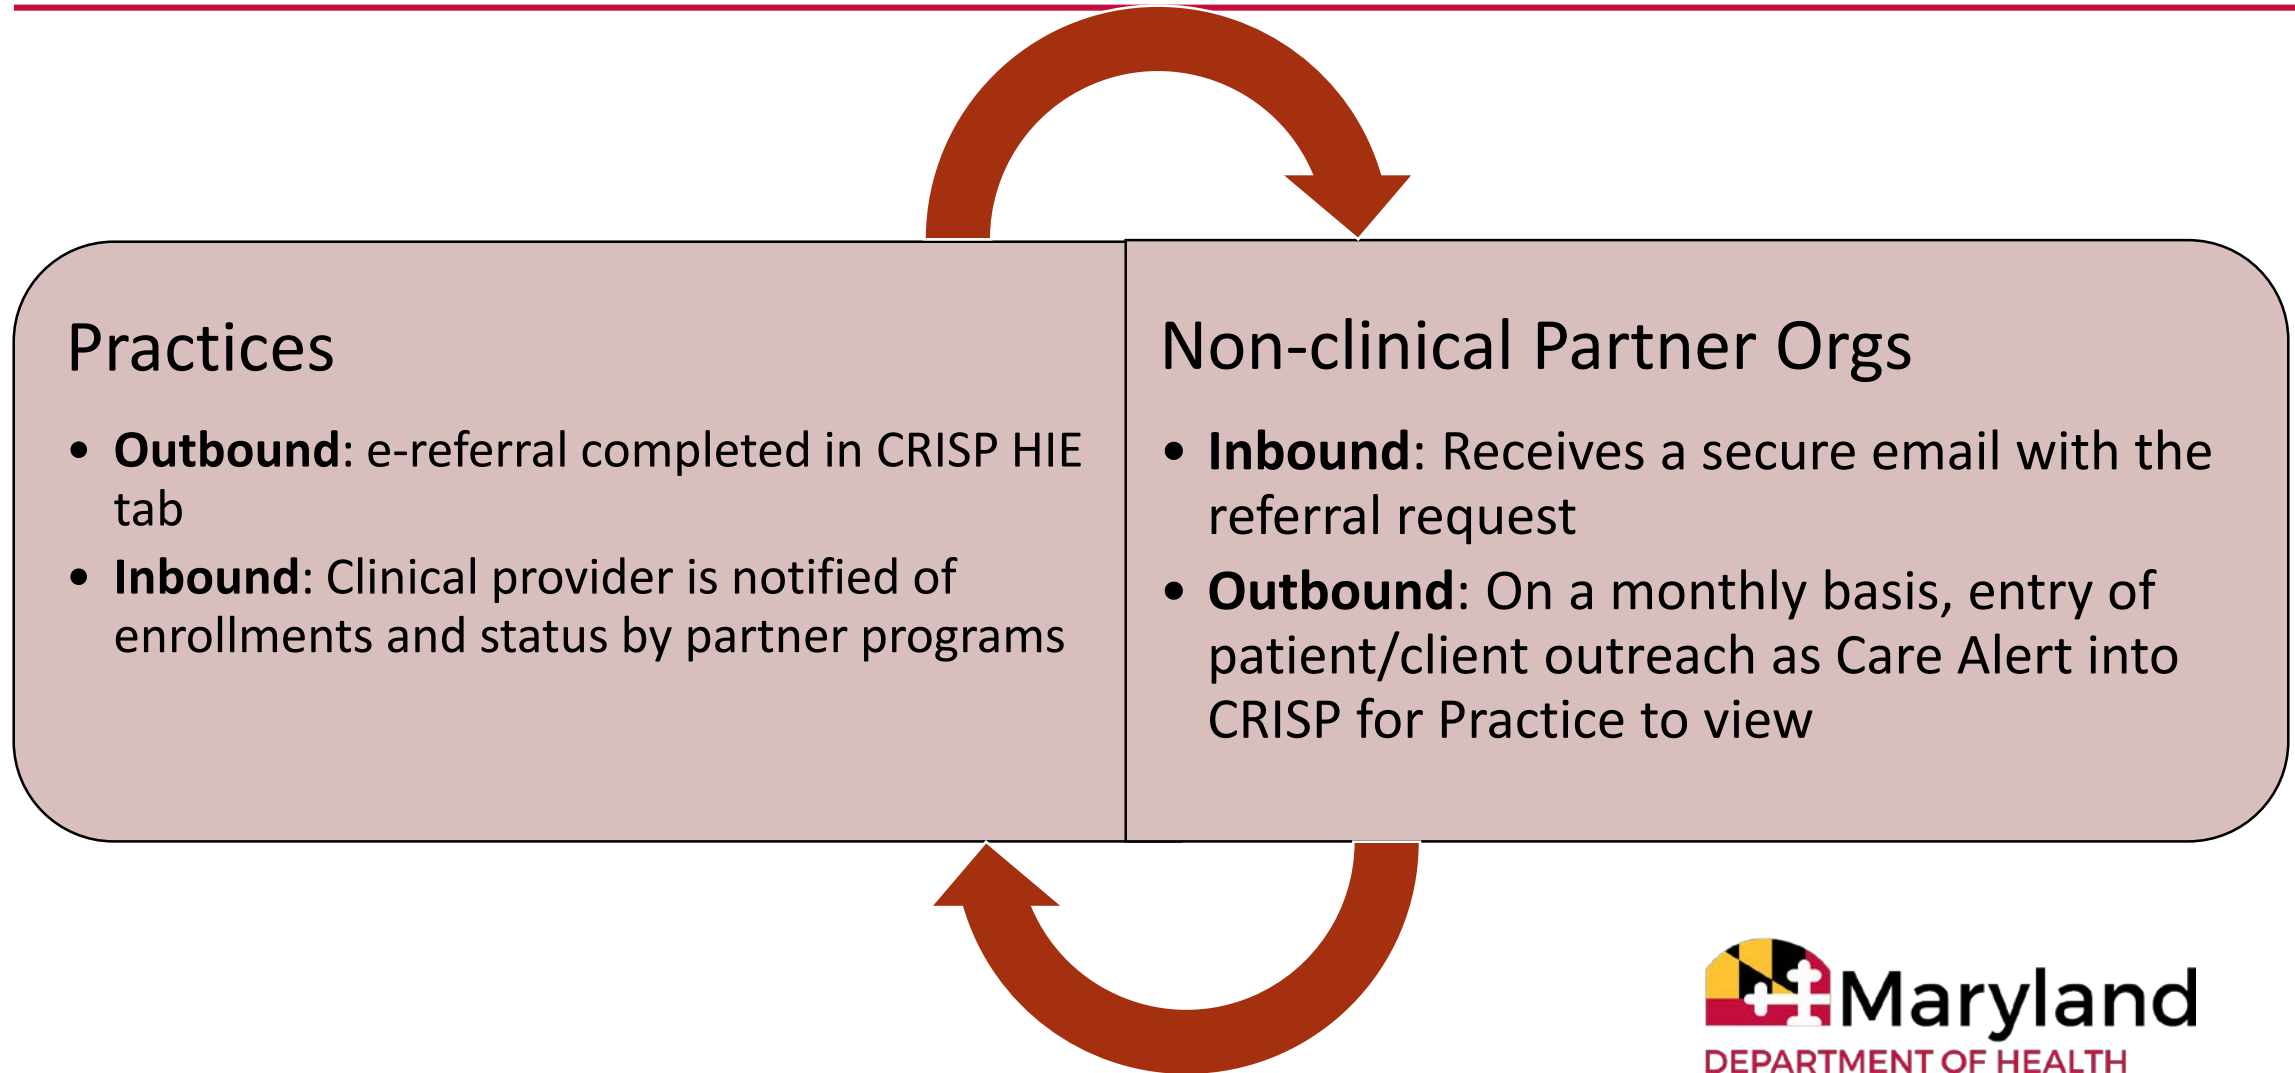 Practices
• Outbound: e-referral completed in CRISP HIE
tab
• Inbound: Clinical provider is notified of
enrollments and status by partner programs
Non-clinical Partner Orgs
• Inbound: Receives a secure email with the
referral request
• Outbound: On a monthly basis, entry of
patient/client outreach as Care Alert into
CRISP for Practice to view
Maryland
DEPARTMENT OF HEALTH